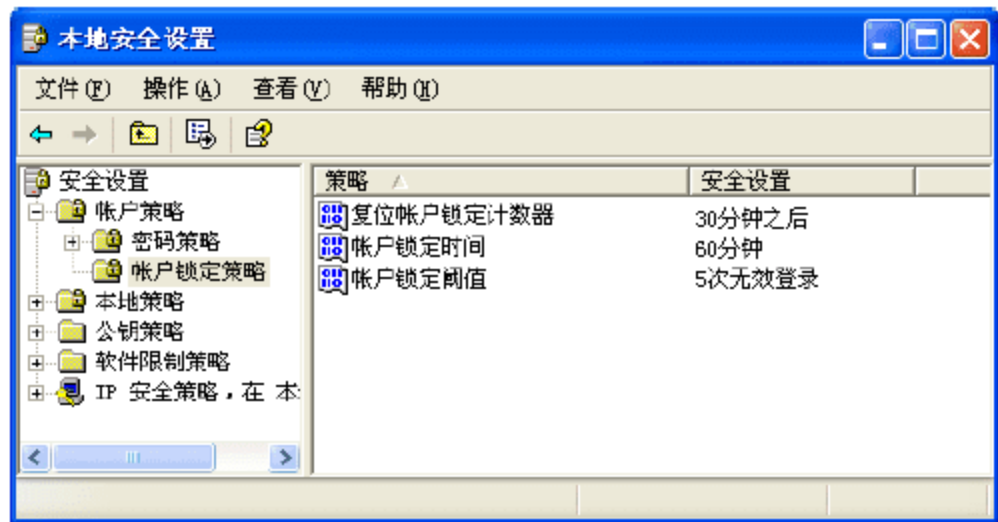 本地安全设置
文件(F) 操作(A) 查看(V) 帮助(H)
安全设置
帐户策略
密码策略
帐户锁定策略
本地策略
公钥策略
软件限制策略
IP 安全策略，在 本
策略 安全设置
复位帐户锁定计数器 30分钟之后
帐户锁定时间 60分钟
帐户锁定阈值 5次无效登录